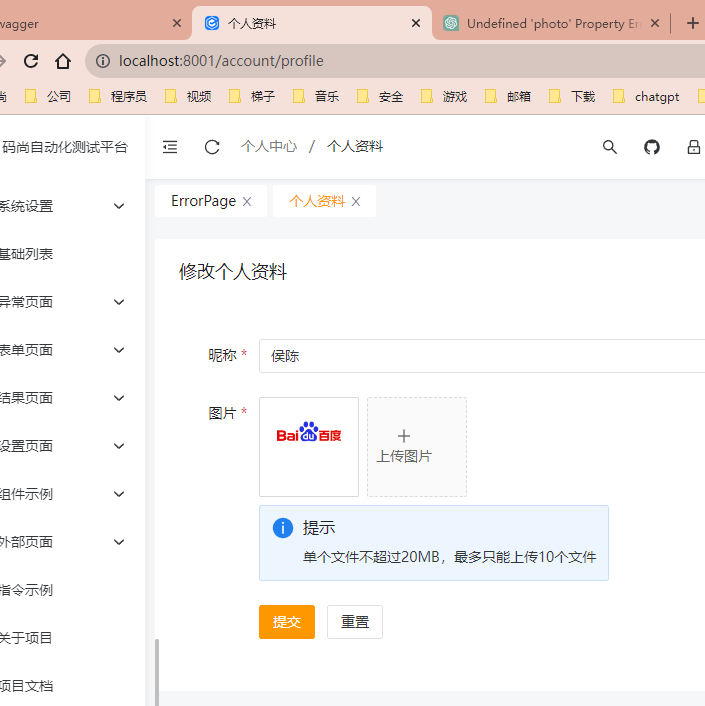 wagger
个人资料
Undefined 'photo' Property Er
localhost:8001/account/profile
尚
公司
程序员
视频
梯子
音乐
安全
游戏
邮箱
下载
chatgpt
码尚自动化测试平台
个人中心 / 个人资料
系统设置
ErrorPage
个人资料
基础列表
修改个人资料
异常页面
表单页面
昵称 *
侯陈
结果页面
图片 *
Bai du 百度
上传图片
设置页面
组件示例
提示
外部页面
单个文件不超过20MB，最多只能上传10个文件
指令示例
提交
重置
关于项目
项目文档